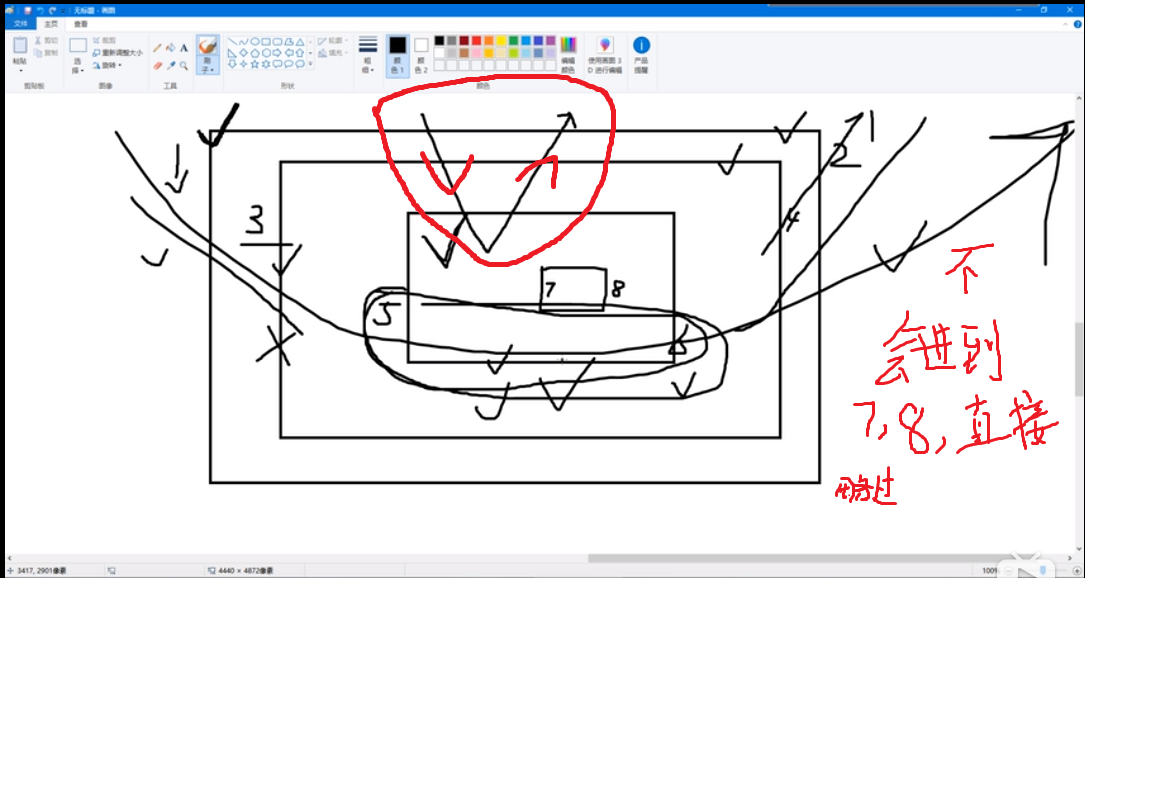 无标题 - 画图
文件 主页 查看
粘贴 剪切 复制
选择 裁剪 重新调整大小 旋转
A
刷子
轮廓 填充
粗细
颜色 1
颜色 2
编辑颜色
使用画图 3D 进行编辑
产品提醒
剪贴板 图像 工具 形状 颜色
1
1
2
3
4
不
7 8
5
6
会进到
7,8,直接
略过
3417, 2901像素 4440 × 4872像素 100%